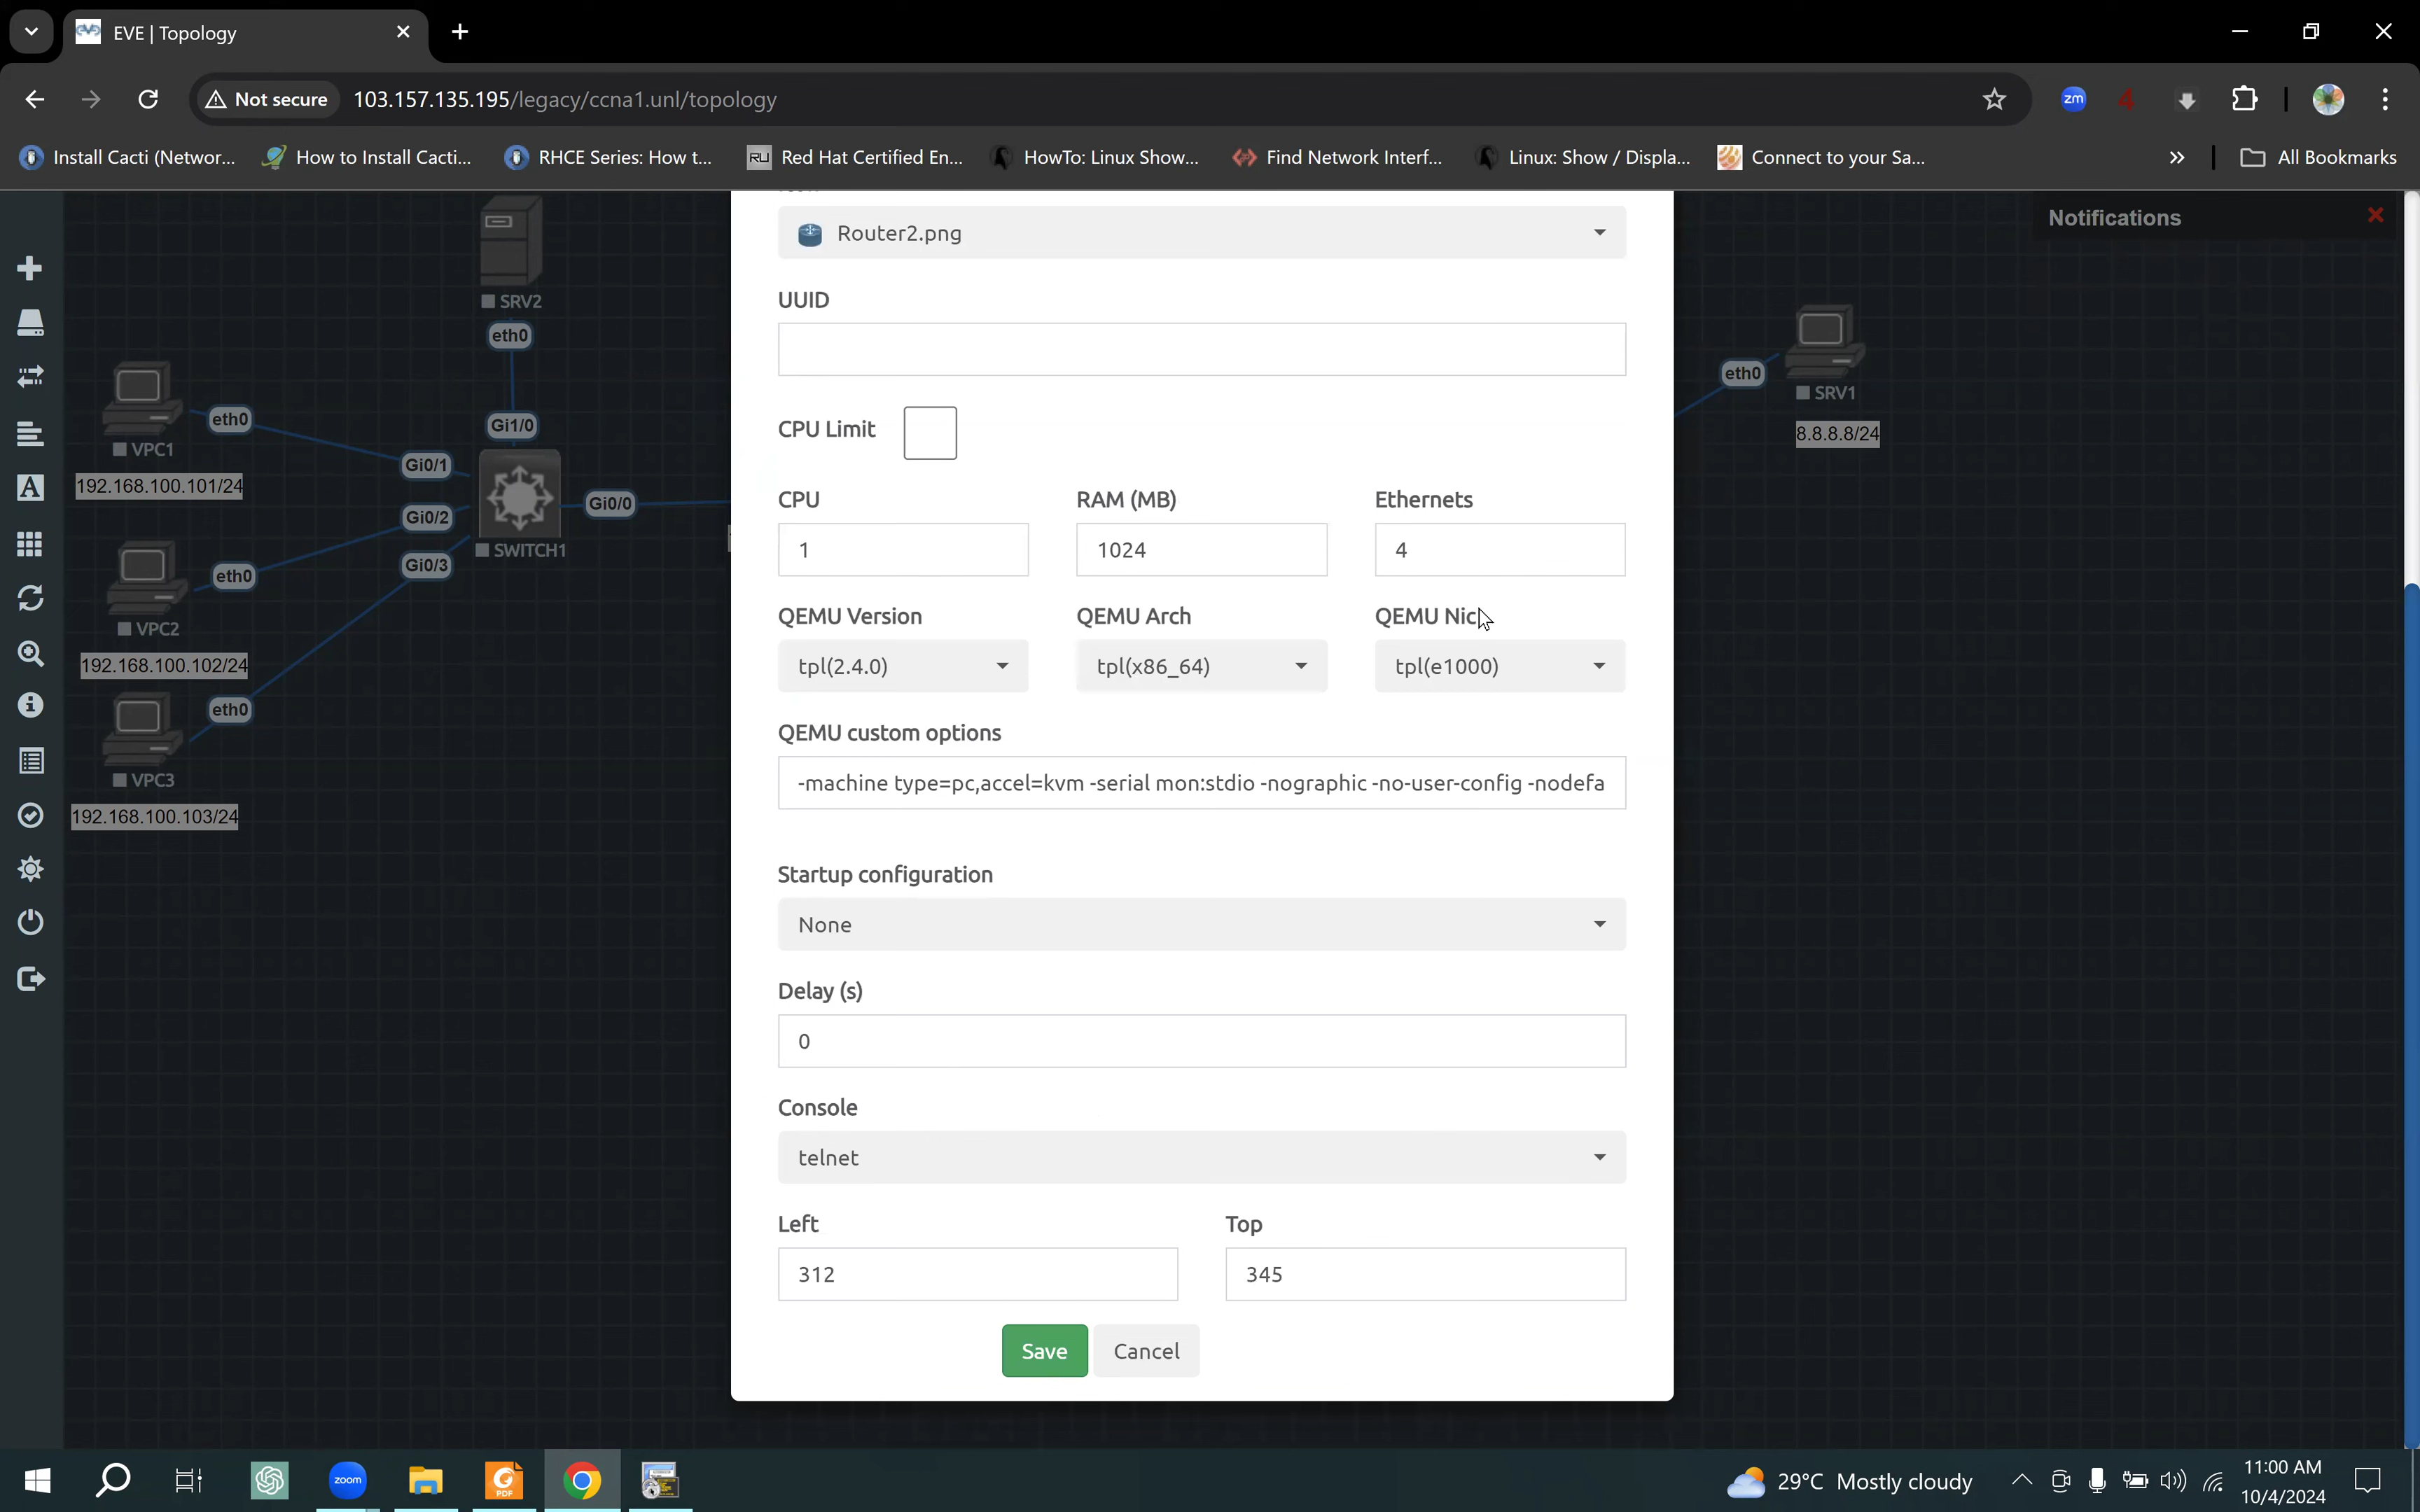 EVE | Topology
Not secure 103.157.135.195/legacy/ccna1.unl/topology
zm 4
Install Cacti (Networ... How to Install Cacti... RHCE Series: How t... RU Red Hat Certified En... HowTo: Linux Show... Find Network Interf... Linux: Show / Displa... Connect to your Sa... » All Bookmarks
Notifications
Router2.png
SRV2
eth0
UUID
VPC1
eth0
Gi1/0
192.168.100.101/24
Gi0/1
Gi0/2
Gi0/0
SWITCH1
Gi0/3
eth0
VPC2
192.168.100.102/24
eth0
VPC3
192.168.100.103/24
eth0
SRV1
8.8.8.8/24
CPU Limit
CPU RAM (MB) Ethernets
1 1024 4
QEMU Version QEMU Arch QEMU Nic
tpl(2.4.0) tpl(x86_64) tpl(e1000)
QEMU custom options
-machine type=pc,accel=kvm -serial mon:stdio -nographic -no-user-config -nodefa
Startup configuration
None
Delay (s)
0
Console
telnet
Left Top
312 345
Save Cancel
zoom
PDF
29°C Mostly cloudy
11:00 AM
10/4/2024